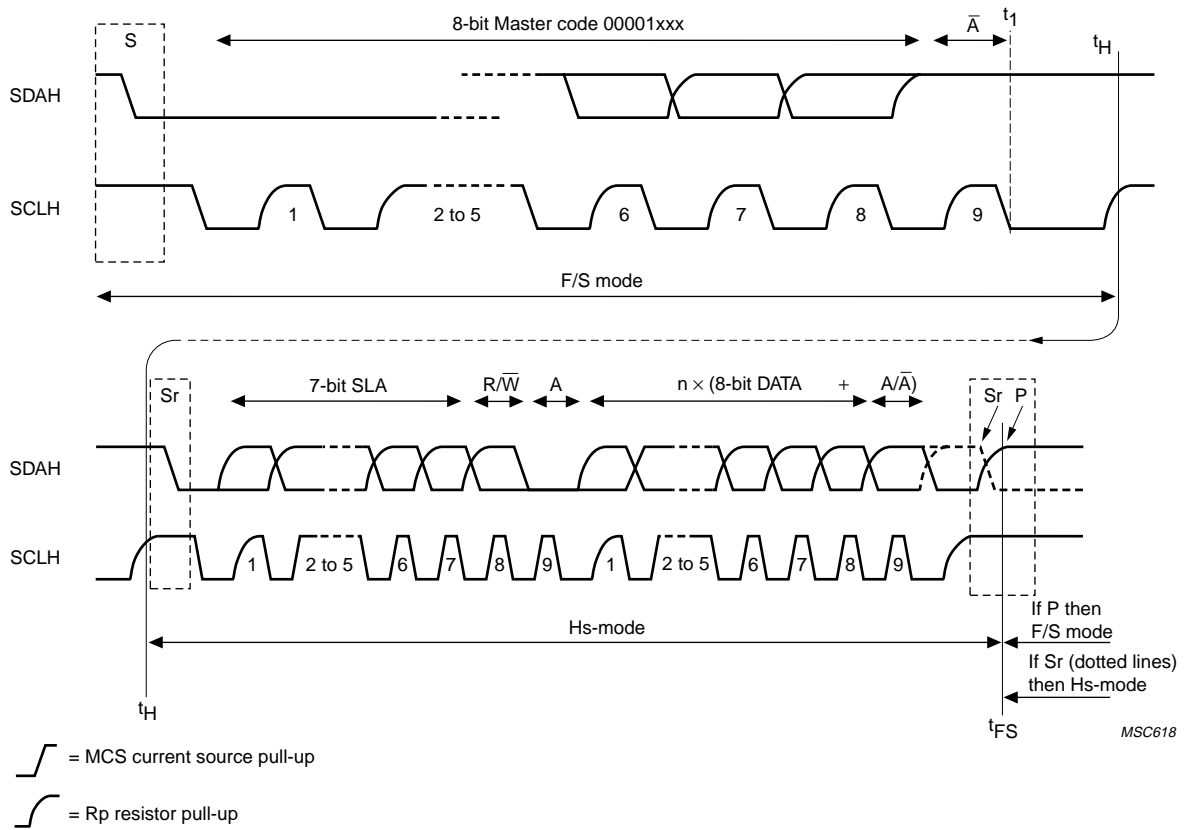 S
8-bit Master code 00001xxx
A̅
t1
tH
SDAH
SCLH
1
2 to 5
6
7
8
9
F/S mode
Sr
7-bit SLA
R/W̅
A
n × (8-bit DATA + A/A̅)
Sr P
SDAH
SCLH
1
2 to 5
6
7
8
9
1
2 to 5
6
7
8
9
Hs-mode
If P then
F/S mode
If Sr (dotted lines)
then Hs-mode
tH
tFS
MSC618
= MCS current source pull-up
= Rp resistor pull-up